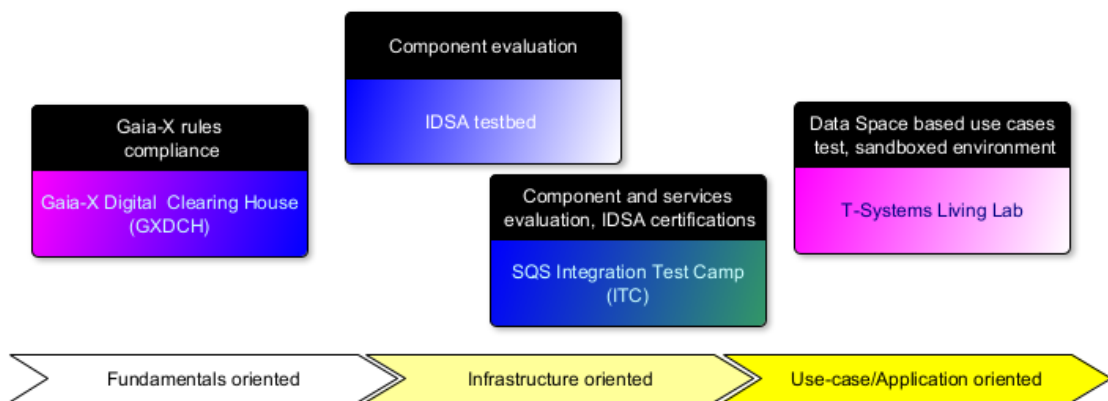 Component evaluation
IDSA testbed
Gaia-X rules
compliance
Gaia-X Digital Clearing House
(GXDCH)
Component and services
evaluation, IDSA certifications
SQS Integration Test Camp
(ITC)
Data Space based use cases
test, sandboxed environment
T-Systems Living Lab
Fundamentals oriented
Infrastructure oriented
Use-case/Application oriented